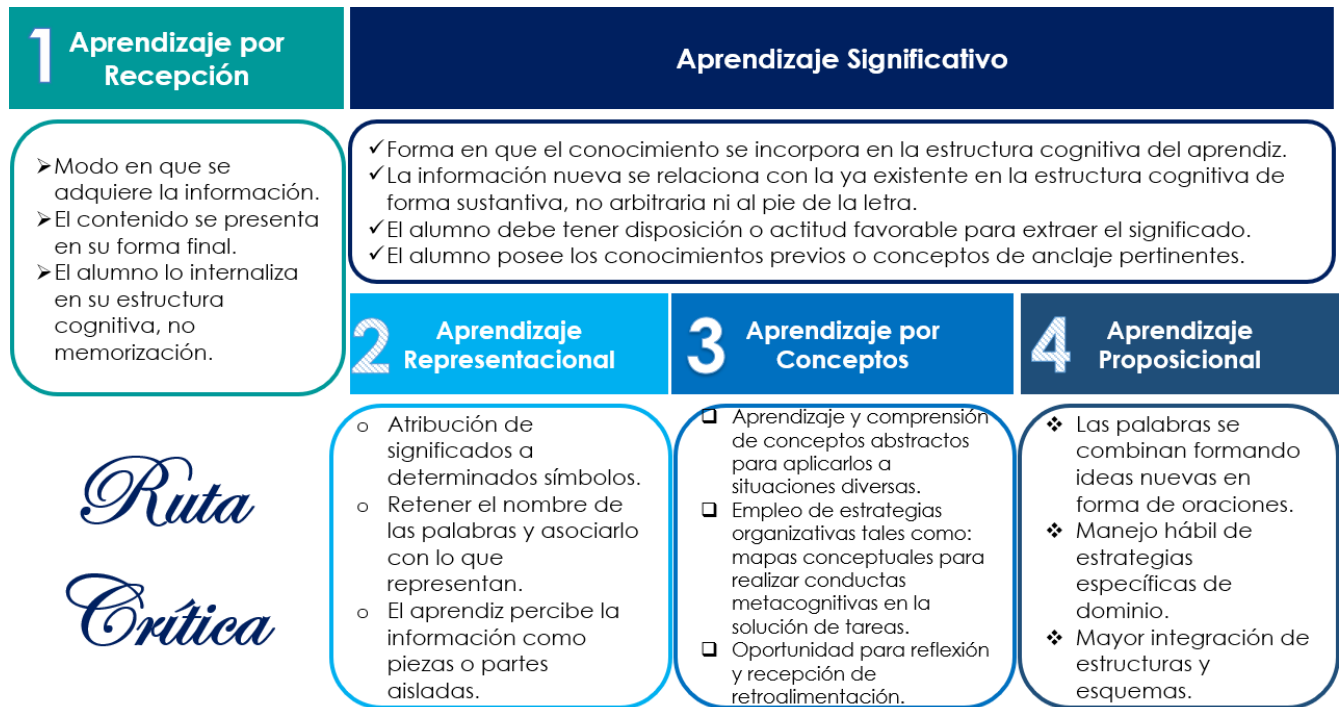 1 Aprendizaje por
Recepción
Aprendizaje Significativo
➢Modo en que se
adquiere la información.
➢El contenido se presenta
en su forma final.
➢El alumno lo internaliza
en su estructura
cognitiva, no
memorización.
✓Forma en que el conocimiento se incorpora en la estructura cognitiva del aprendiz.
✓La información nueva se relaciona con la ya existente en la estructura cognitiva de
forma sustantiva, no arbitraria ni al pie de la letra.
✓El alumno debe tener disposición o actitud favorable para extraer el significado.
✓El alumno posee los conocimientos previos o conceptos de anclaje pertinentes.
2 Aprendizaje
Representacional
3 Aprendizaje por
Conceptos
4 Aprendizaje
Proposicional
Ruta
Crítica
o Atribución de
significados a
determinados símbolos.
o Retener el nombre de
las palabras y asociarlo
con lo que
representan.
o El aprendiz percibe la
información como
piezas o partes
aisladas.
❑ Aprendizaje y comprensión
de conceptos abstractos
para aplicarlos a
situaciones diversas.
❑ Empleo de estrategias
organizativas tales como:
mapas conceptuales para
realizar conductas
metacognitivas en la
solución de tareas.
❑ Oportunidad para reflexión
y recepción de
retroalimentación.
❖ Las palabras se
combinan formando
ideas nuevas en
forma de oraciones.
❖ Manejo hábil de
estrategias
específicas de
dominio.
❖ Mayor integración de
estructuras y
esquemas.